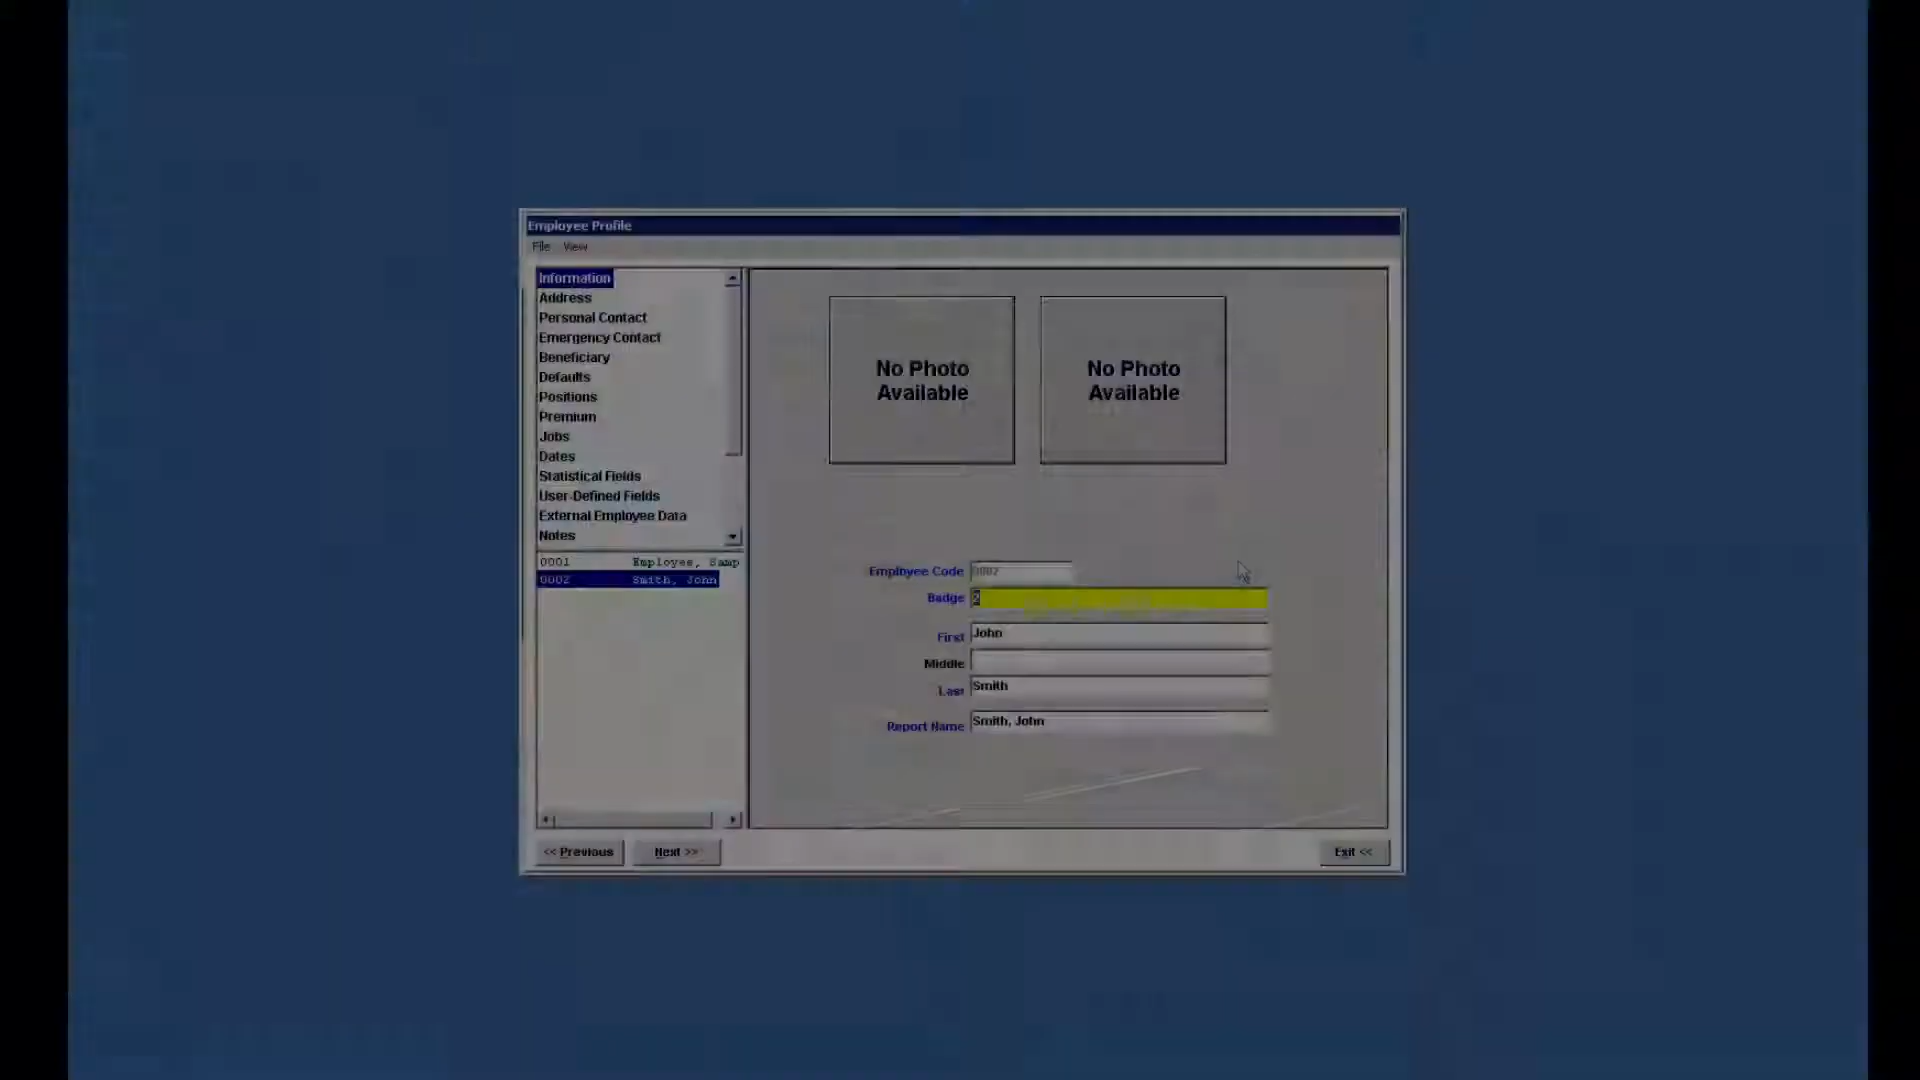 Employee Profile
File View
Information
Address
Personal Contact
Emergency Contact
Beneficiary
Defaults
Positions
Premium
Jobs
Dates
Statistical Fields
User-Defined Fields
External Employee Data
Notes
0001 Employee, Samp
0002 Smith, John
No Photo Available
No Photo Available
Employee Code 0002
Badge 2
First John
Middle
Last Smith
Report Name Smith, John
<< Previous
Next >>
Exit <<